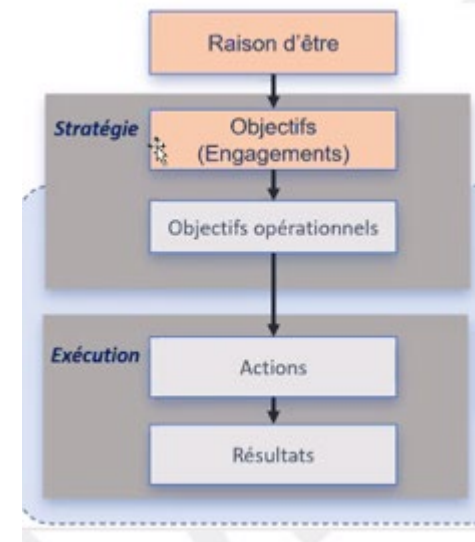 Raison d'être
Stratégie
Objectifs
(Engagements)
Objectifs opérationnels
Exécution
Actions
Résultats